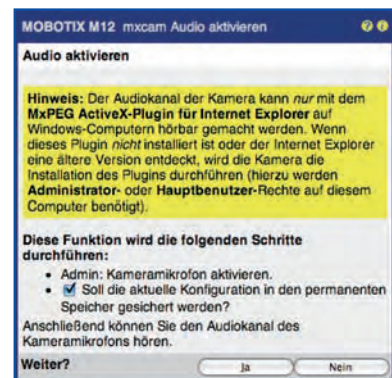 MOBOTIX M12 mxcam Audio aktivieren
Audio aktivieren
Hinweis: Der Audiokanal der Kamera kann nur mit dem
MxPEG ActiveX-Plugin für Internet Explorer auf
Windows-Computern hörbar gemacht werden. Wenn
dieses Plugin nicht installiert ist oder der Internet Explorer
eine ältere Version entdeckt, wird die Kamera die
Installation des Plugins durchführen (hierzu werden
Administrator- oder Hauptbenutzer-Rechte auf diesem
Computer benötigt).
Diese Funktion wird die folgenden Schritte
durchführen:
• Admin: Kameramikrofon aktivieren.
• Soll die aktuelle Konfiguration in den permanenten
Speicher gesichert werden?
Anschließend können Sie den Audiokanal des
Kameramikrofons hören.
Weiter? Ja Nein